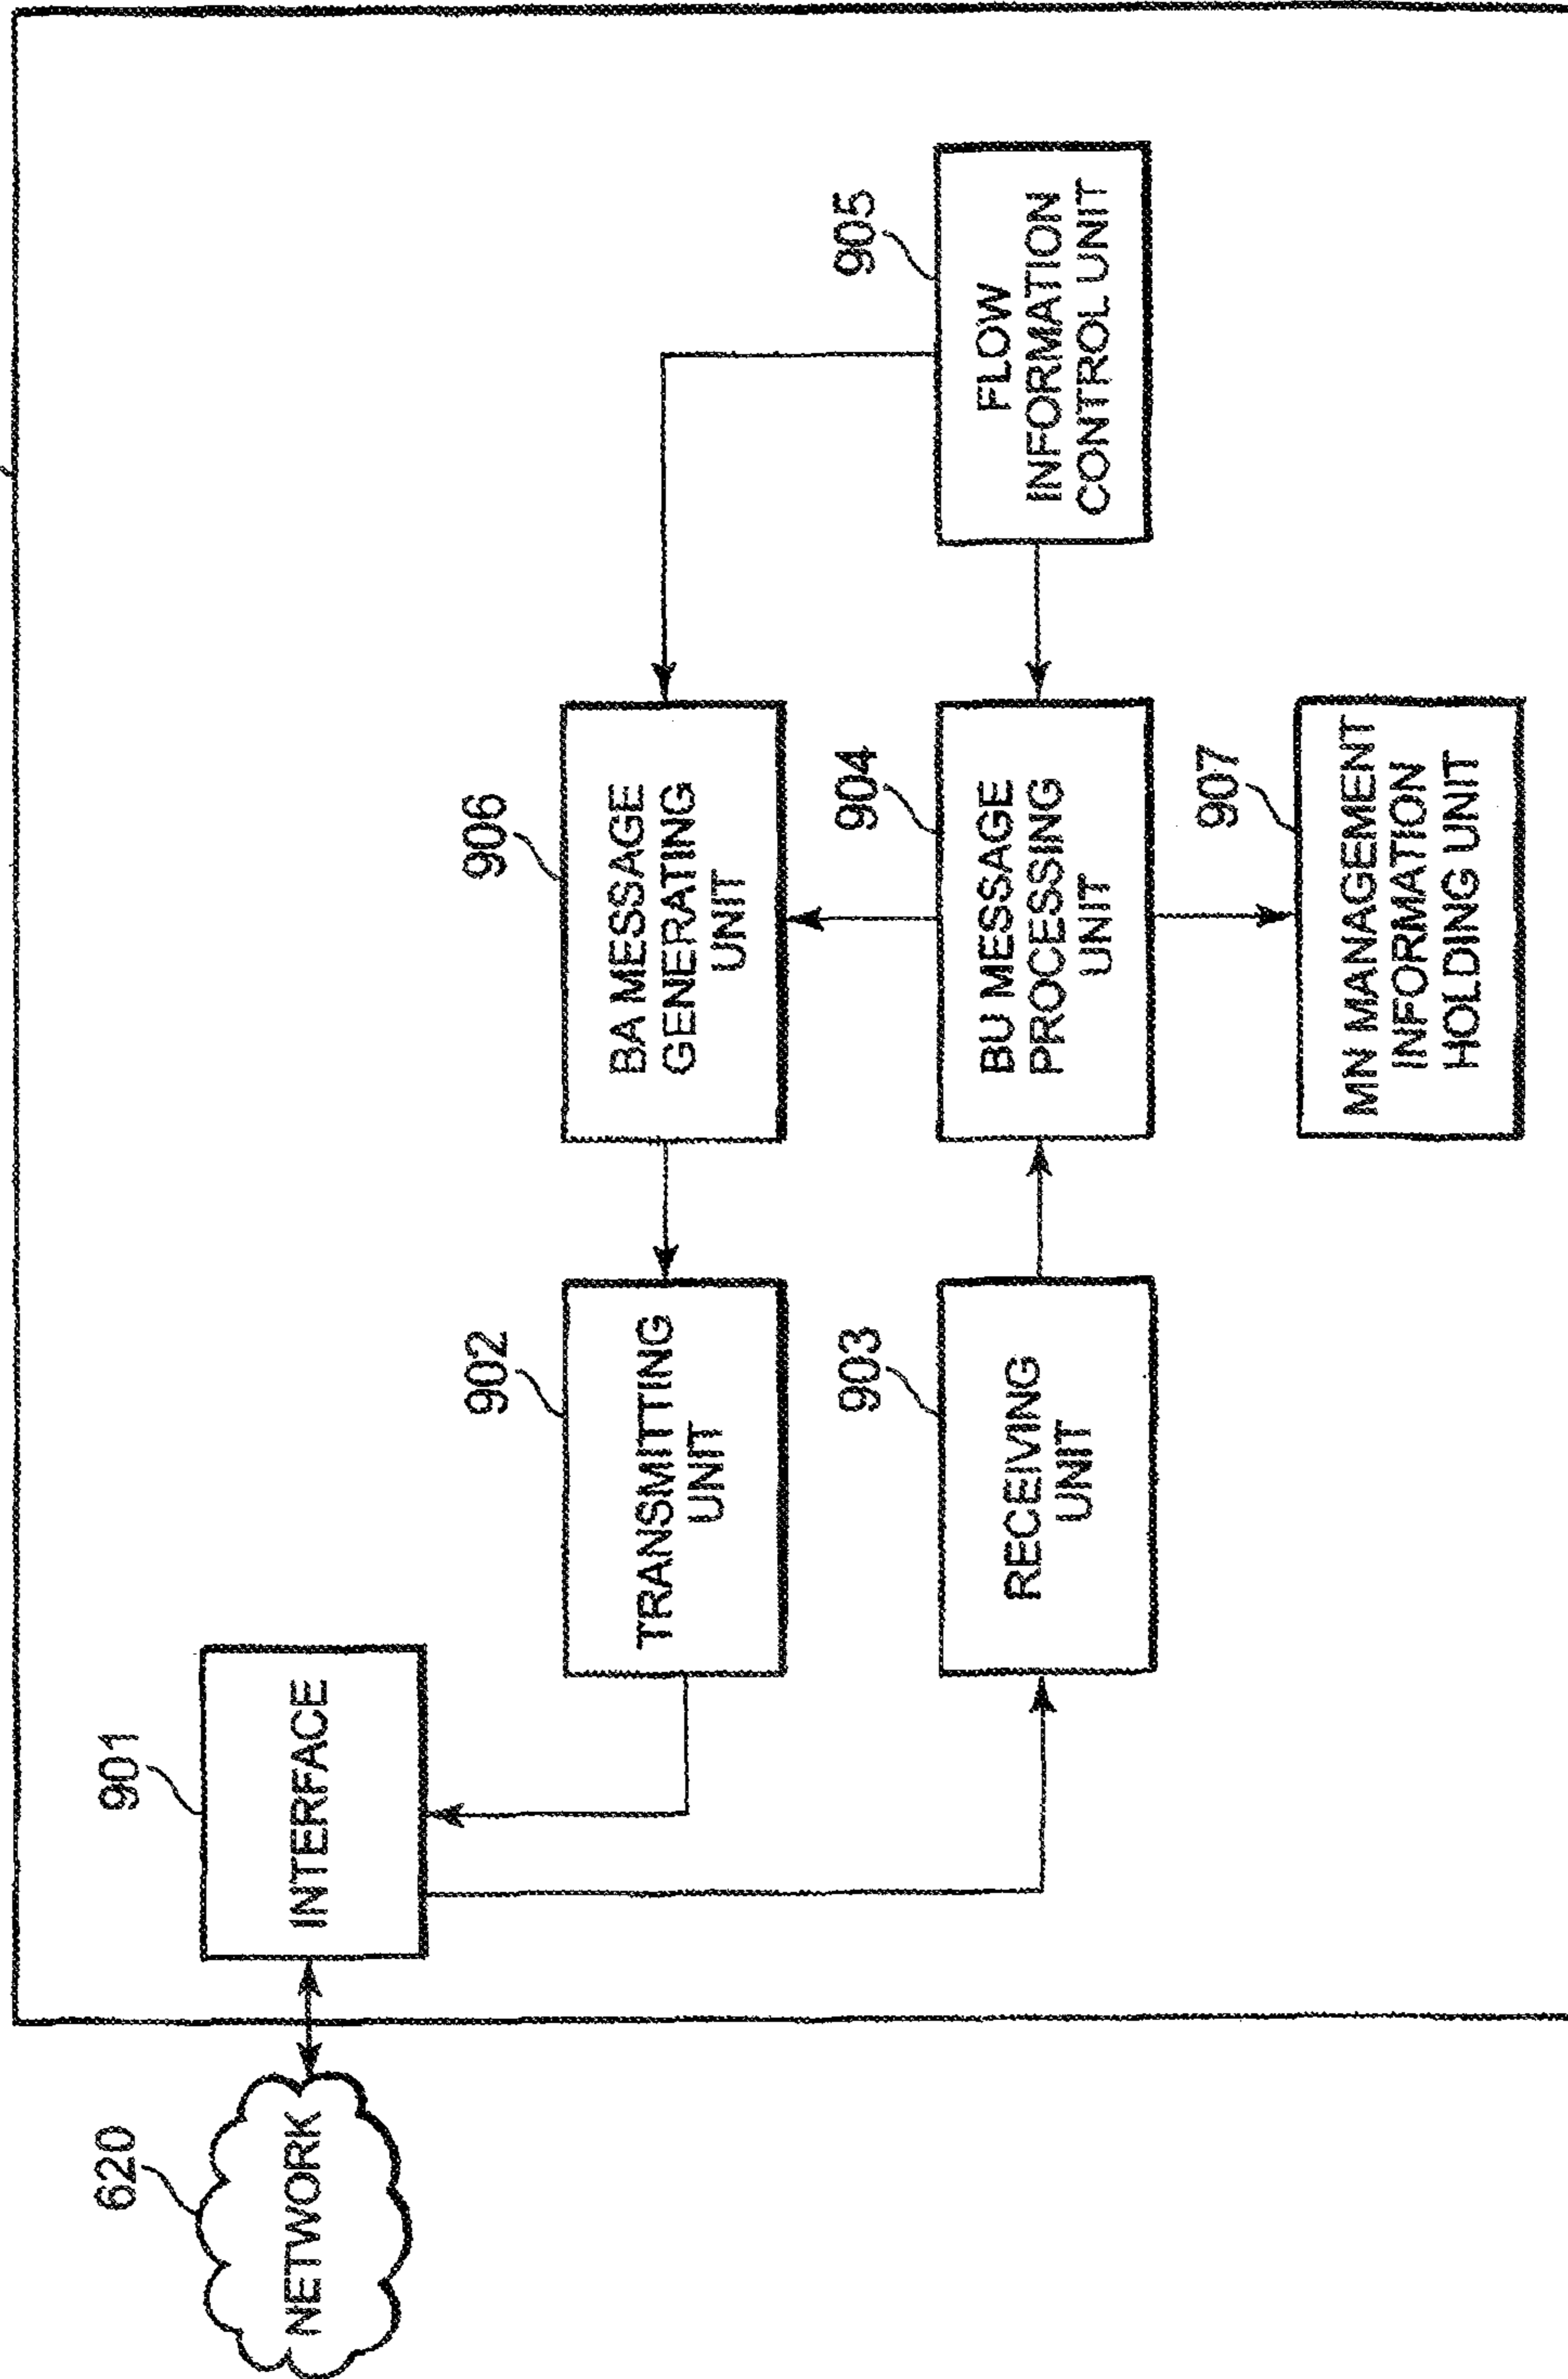 620
NETWORK
901
INTERFACE
902
TRANSMITTING
UNIT
906
BA MESSAGE
GENERATING
UNIT
903
RECEIVING
UNIT
904
BU MESSAGE
PROCESSING
UNIT
905
FLOW
INFORMATION
CONTROL UNIT
907
MN MANAGEMENT
INFORMATION
HOLDING UNIT